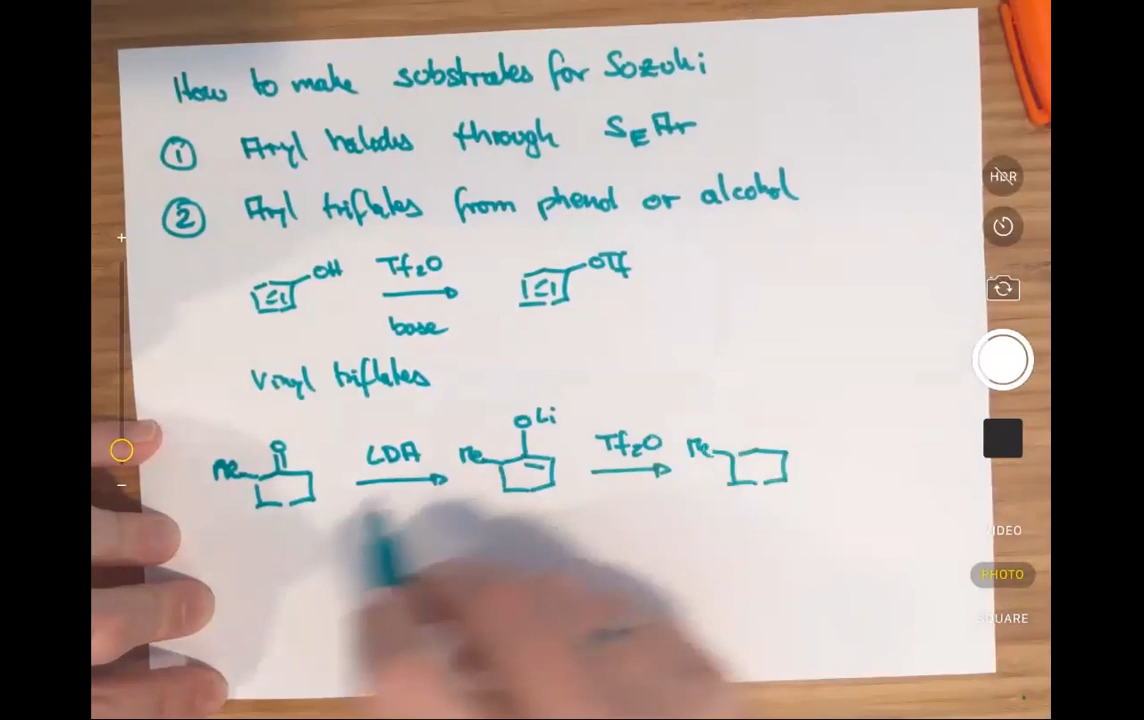 How to make substrates for Sozuki
① Aryl halides through SEAr
② Aryl triflates from phenol or alcohol
OH Tf2O OTf
base
Vinyl triflates
O OLi
Me LDA Me Tf2O Me
HDR
VIDEO
PHOTO
SQUARE